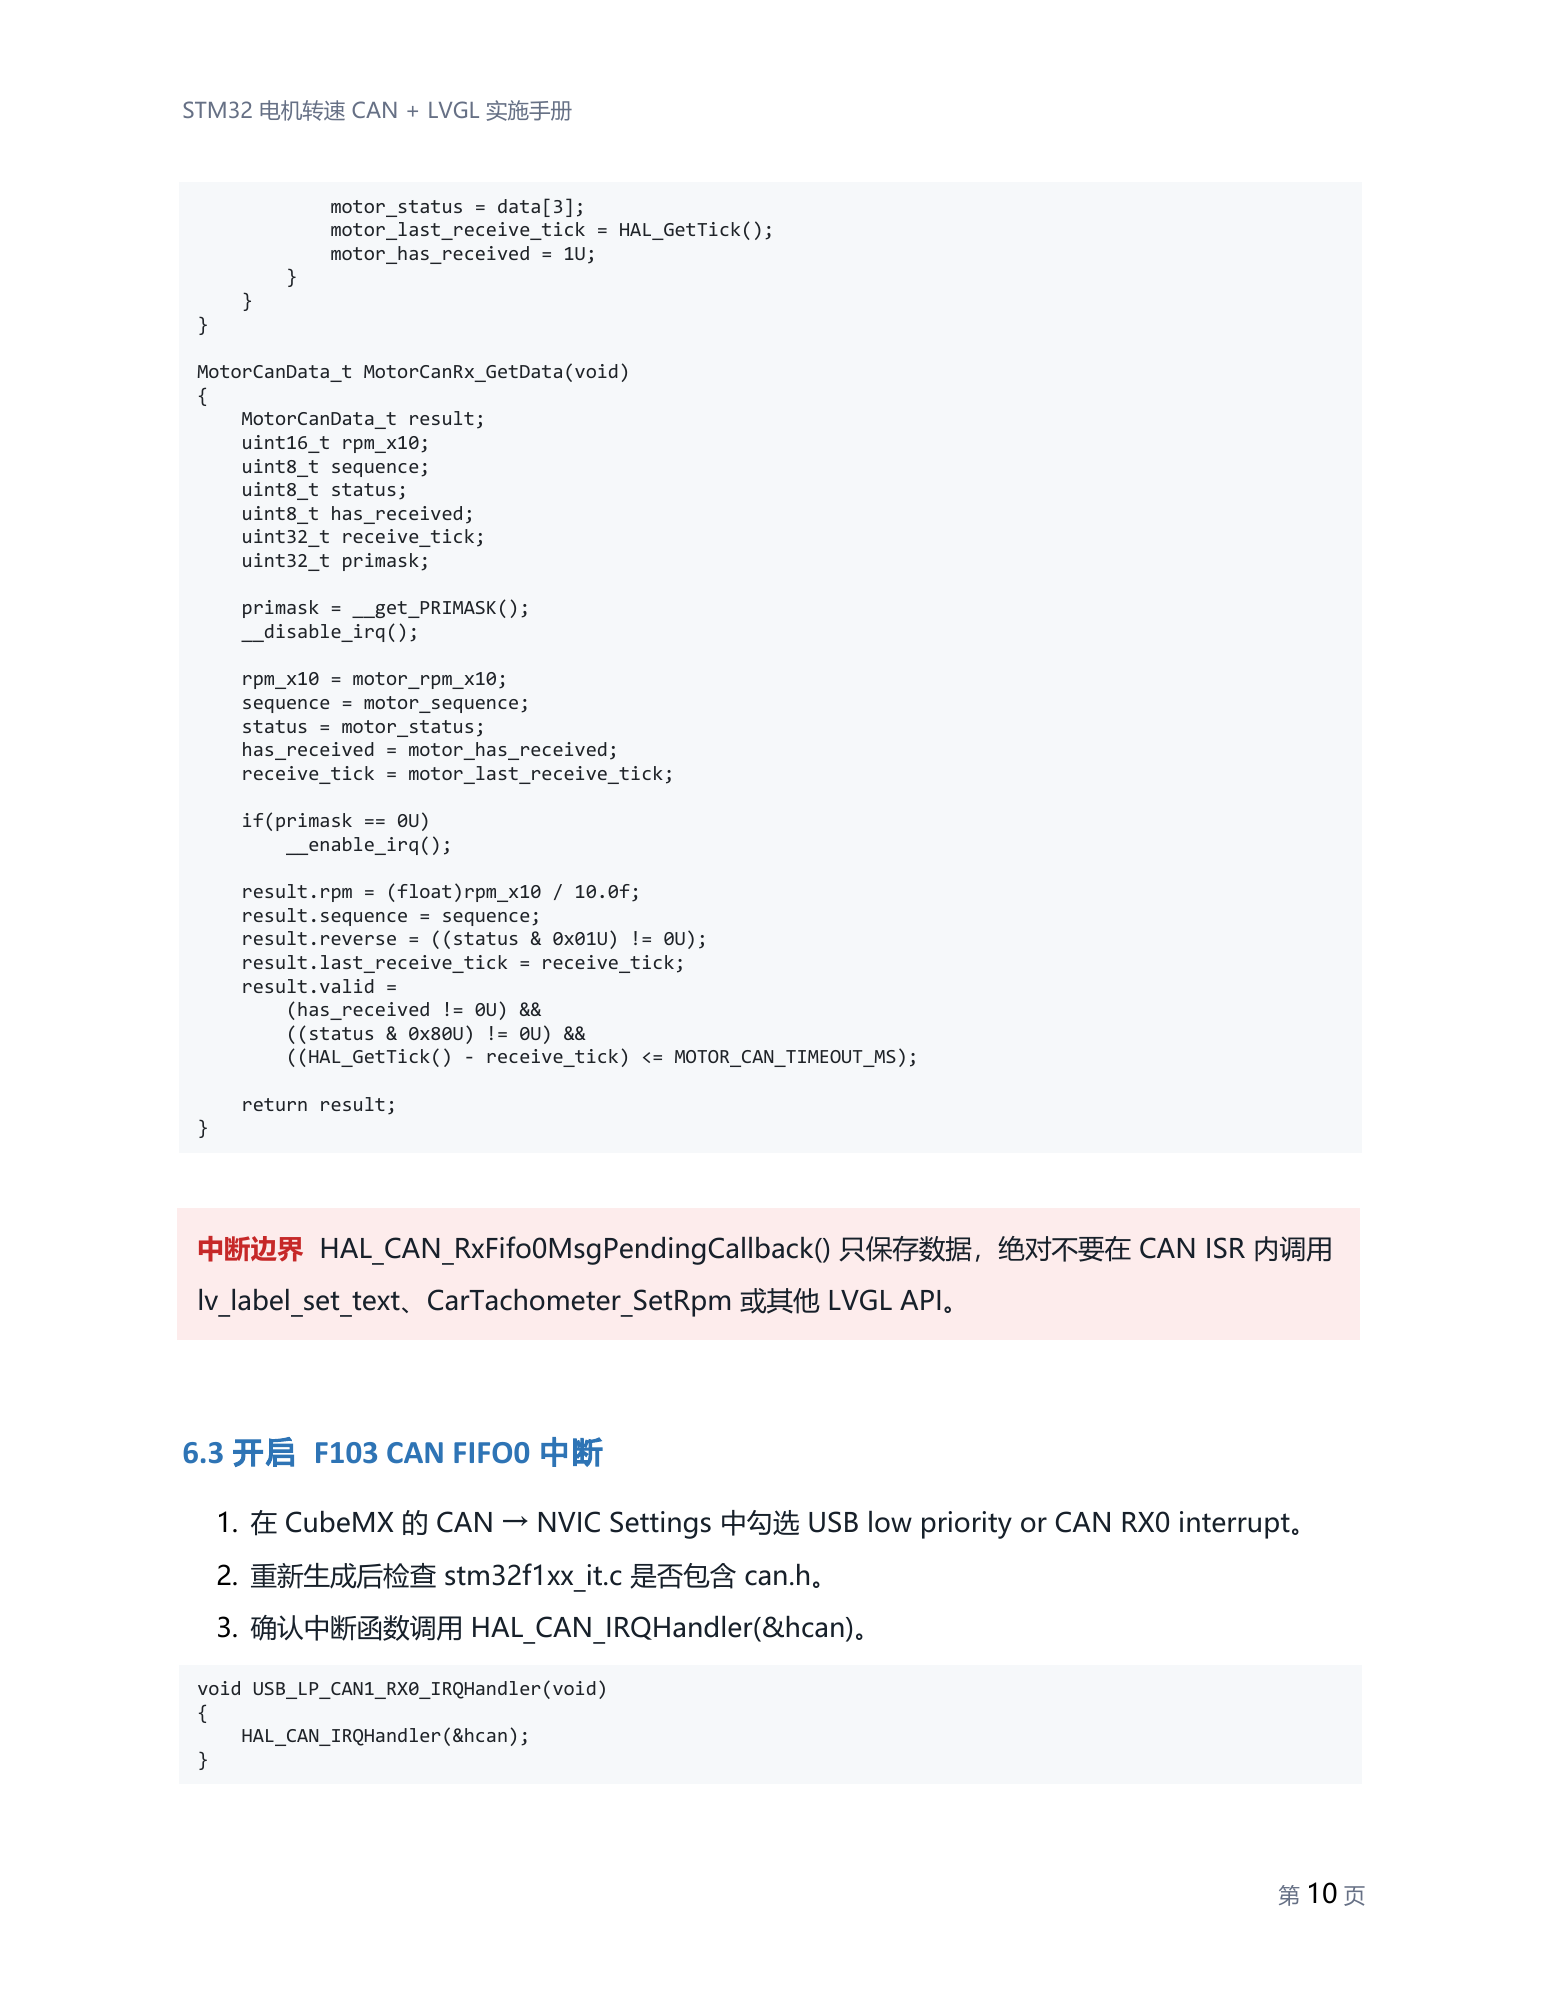 STM32 电机转速 CAN + LVGL 实施手册
            motor_status = data[3];
            motor_last_receive_tick = HAL_GetTick();
            motor_has_received = 1U;
        }
    }
}
MotorCanData_t MotorCanRx_GetData(void)
{
    MotorCanData_t result;
    uint16_t rpm_x10;
    uint8_t sequence;
    uint8_t status;
    uint8_t has_received;
    uint32_t receive_tick;
    uint32_t primask;
    primask = __get_PRIMASK();
    __disable_irq();
    rpm_x10 = motor_rpm_x10;
    sequence = motor_sequence;
    status = motor_status;
    has_received = motor_has_received;
    receive_tick = motor_last_receive_tick;
    if(primask == 0U)
        __enable_irq();
    result.rpm = (float)rpm_x10 / 10.0f;
    result.sequence = sequence;
    result.reverse = ((status & 0x01U) != 0U);
    result.last_receive_tick = receive_tick;
    result.valid =
        (has_received != 0U) &&
        ((status & 0x80U) != 0U) &&
        ((HAL_GetTick() - receive_tick) <= MOTOR_CAN_TIMEOUT_MS);
    return result;
}
中断边界 HAL_CAN_RxFifo0MsgPendingCallback() 只保存数据，绝对不要在 CAN ISR 内调用
lv_label_set_text、CarTachometer_SetRpm 或其他 LVGL API。
6.3 开启 F103 CAN FIFO0 中断
1. 在 CubeMX 的 CAN → NVIC Settings 中勾选 USB low priority or CAN RX0 interrupt。
2. 重新生成后检查 stm32f1xx_it.c 是否包含 can.h。
3. 确认中断函数调用 HAL_CAN_IRQHandler(&hcan)。
void USB_LP_CAN1_RX0_IRQHandler(void)
{
    HAL_CAN_IRQHandler(&hcan);
}
第 10 页